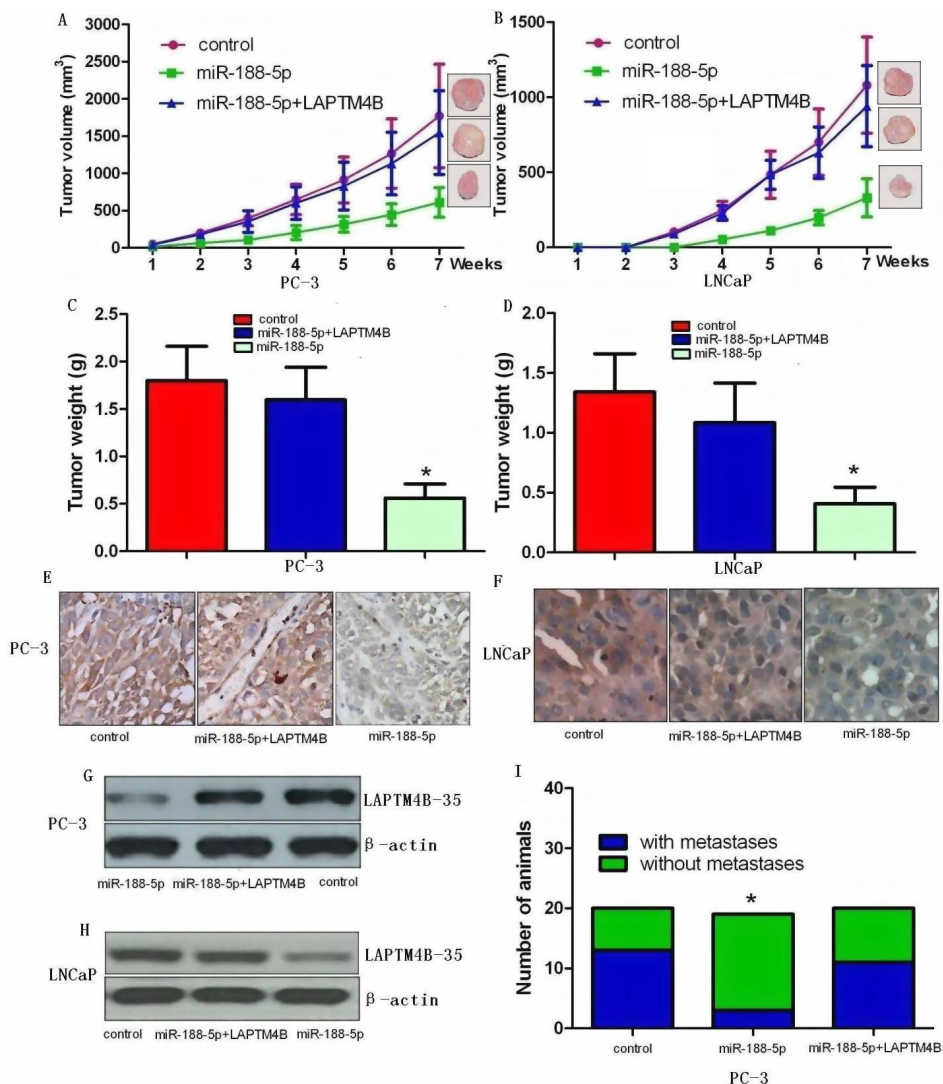 A
3000
2500
2000
1500
1000
500
0
Tumor volume (mm³)
control
miR-188-5p
miR-188-5p+LAPTM4B
1 2 3 4 5 6 7 Weeks
PC-3
B
1500
1000
500
0
Tumor volume (mm³)
control
miR-188-5p
miR-188-5p+LAPTM4B
1 2 3 4 5 6 7 Weeks
LNCaP
C
2.5
2.0
1.5
1.0
0.5
0.0
Tumor weight (g)
control
miR-188-5p+LAPTM4B
miR-188-5p
*
PC-3
D
2.0
1.5
1.0
0.5
0.0
Tumor weight (g)
control
miR-188-5p+LAPTM4B
miR-188-5p
*
LNCaP
E
PC-3
control miR-188-5p+LAPTM4B miR-188-5p
F
LNCaP
control miR-188-5p+LAPTM4B miR-188-5p
G
PC-3
LAPTM4B-35
β-actin
miR-188-5p miR-188-5p+LAPTM4B control
H
LNCaP
LAPTM4B-35
β-actin
control miR-188-5p+LAPTM4B miR-188-5p
I
40
30
20
10
0
Number of animals
with metastases
without metastases
*
control miR-188-5p miR-188-5p+LAPTM4B
PC-3